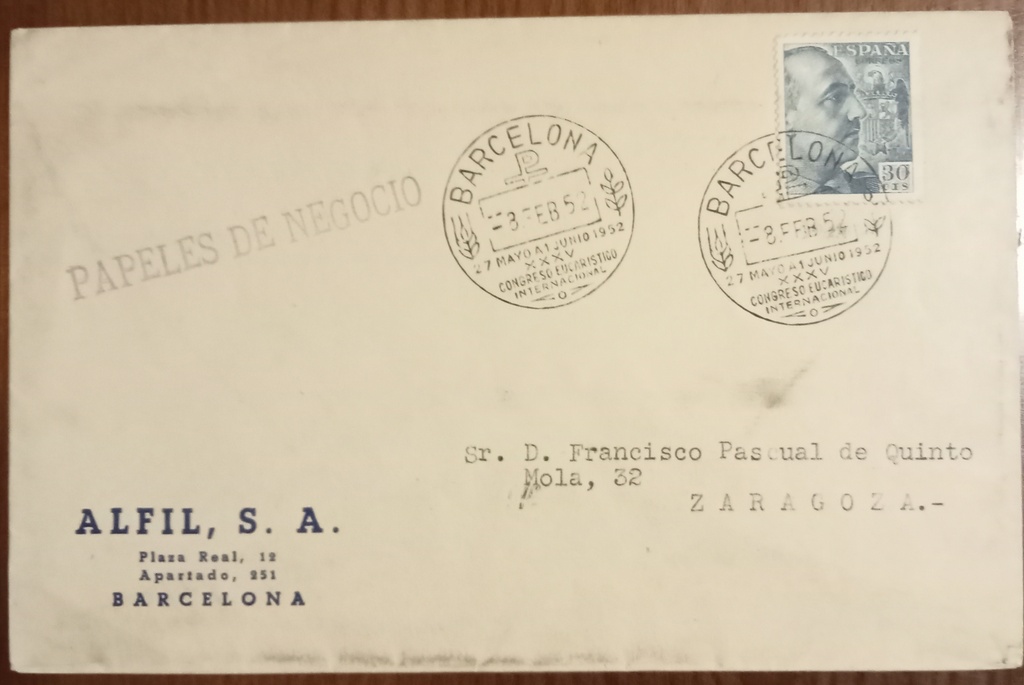 ESPAÑA
CORREOS
30
CTS
BARCELONA
-8.FEB 52
27 MAYO A 1 JUNIO 1952
XXXV
CONGRESO EUCARISTICO
INTERNACIONAL
BARCELONA
-8.FEB 52
27 MAYO A 1 JUNIO 1952
XXXV
CONGRESO EUCARISTICO
INTERNACIONAL
PAPELES DE NEGOCIO
Sr. D. Francisco Pascual de Quinto
Mola, 32
ZARAGOZA.-
ALFIL, S. A.
Plaza Real, 12
Apartado, 251
BARCELONA